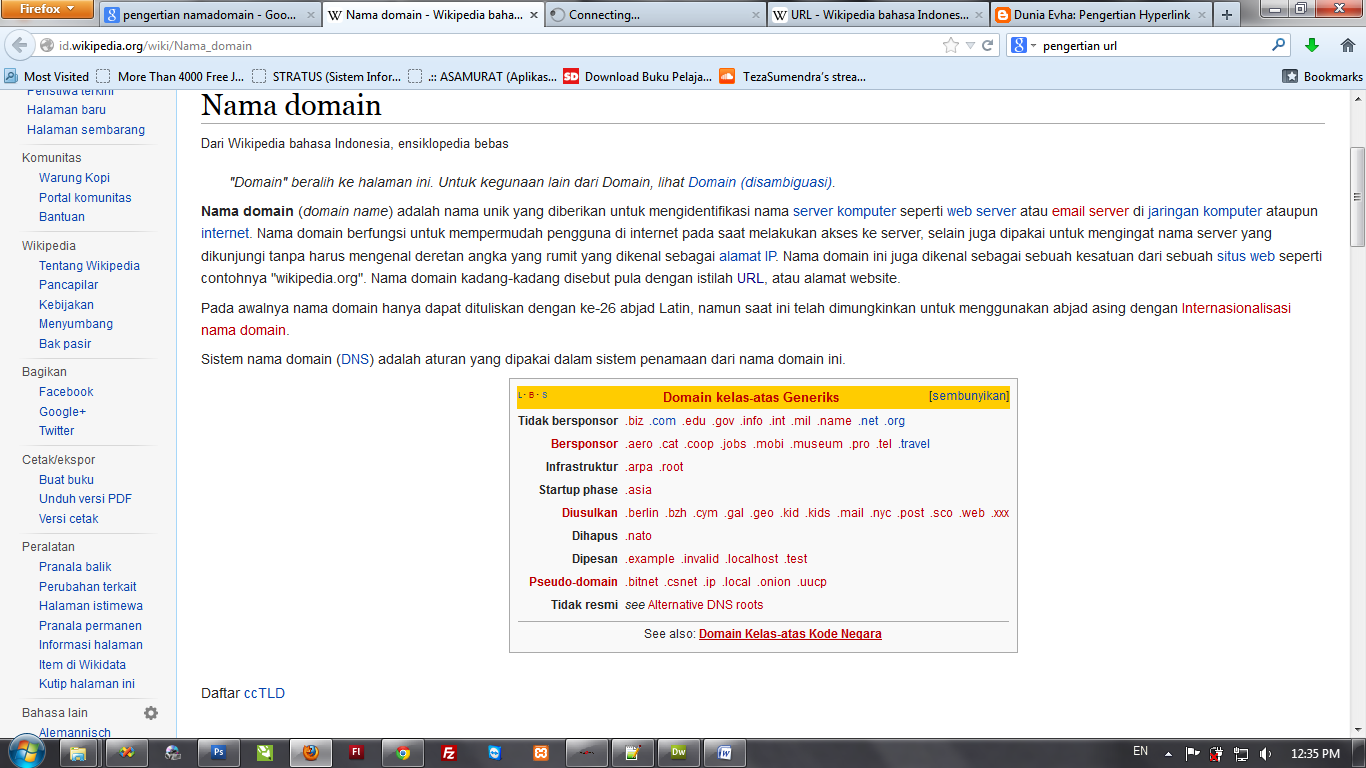 Firefox
pengertian namadomain - Goo...
Nama domain - Wikipedia baha...
Connecting...
URL - Wikipedia bahasa Indones...
Dunia Evha: Pengertian Hyperlink
id.wikipedia.org/wiki/Nama_domain
pengertian url
Most Visited
More Than 4000 Free J...
STRATUS (Sistem Infor...
.:: ASAMURAT (Aplikas...
SD Download Buku Pelaja...
TezaSumendra's strea...
Bookmarks
Peristiwa terkini
Halaman baru
Halaman sembarang
Komunitas
Warung Kopi
Portal komunitas
Bantuan
Wikipedia
Tentang Wikipedia
Pancapilar
Kebijakan
Menyumbang
Bak pasir
Bagikan
Facebook
Google+
Twitter
Cetak/ekspor
Buat buku
Unduh versi PDF
Versi cetak
Peralatan
Pranala balik
Perubahan terkait
Halaman istimewa
Pranala permanen
Informasi halaman
Item di Wikidata
Kutip halaman ini
Bahasa lain
Alemannisch
Nama domain
Dari Wikipedia bahasa Indonesia, ensiklopedia bebas
"Domain" beralih ke halaman ini. Untuk kegunaan lain dari Domain, lihat Domain (disambiguasi).
Nama domain (domain name) adalah nama unik yang diberikan untuk mengidentifikasi nama server komputer seperti web server atau email server di jaringan komputer ataupun
internet. Nama domain berfungsi untuk mempermudah pengguna di internet pada saat melakukan akses ke server, selain juga dipakai untuk mengingat nama server yang
dikunjungi tanpa harus mengenal deretan angka yang rumit yang dikenal sebagai alamat IP. Nama domain ini juga dikenal sebagai sebuah kesatuan dari sebuah situs web seperti
contohnya "wikipedia.org". Nama domain kadang-kadang disebut pula dengan istilah URL, atau alamat website.
Pada awalnya nama domain hanya dapat dituliskan dengan ke-26 abjad Latin, namun saat ini telah dimungkinkan untuk menggunakan abjad asing dengan Internasionalisasi
nama domain.
Sistem nama domain (DNS) adalah aturan yang dipakai dalam sistem penamaan dari nama domain ini.
L · B · S Domain kelas-atas Generiks [sembunyikan]
Tidak bersponsor .biz .com .edu .gov .info .int .mil .name .net .org
Bersponsor .aero .cat .coop .jobs .mobi .museum .pro .tel .travel
Infrastruktur .arpa .root
Startup phase .asia
Diusulkan .berlin .bzh .cym .gal .geo .kid .kids .mail .nyc .post .sco .web .xxx
Dihapus .nato
Dipesan .example .invalid .localhost .test
Pseudo-domain .bitnet .csnet .ip .local .onion .uucp
Tidak resmi see Alternative DNS roots
See also: Domain Kelas-atas Kode Negara
Daftar ccTLD
Ps
Fl
Fz
Dw
W
EN
12:35 PM